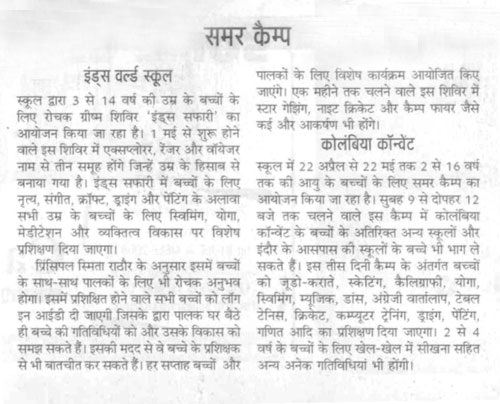 समर कैम्प
इंड्स वर्ल्ड स्कूल
स्कूल द्वारा 3 से 14 वर्ष की उम्र के बच्चों के
लिए रोचक ग्रीष्म शिविर 'इंड्स सफारी' का
आयोजन किया जा रहा है। 1 मई से शुरू होने
वाले इस शिविर में एक्सप्लोरर, रेंजर और वॉयेजर
नाम से तीन समूह होंगे जिन्हें उम्र के हिसाब से
बनाया गया है। इंड्स सफारी में बच्चों के लिए
नृत्य, संगीत, क्रॉफ्ट, ड्राइंग और पेंटिंग के अलावा
सभी उम्र के बच्चों के लिए स्विमिंग, योगा,
मेडीटेशन और व्यक्तित्व विकास पर विशेष
प्रशिक्षण दिया जाएगा।
प्रिंसिपल स्मिता राठौर के अनुसार इसमें बच्चों
के साथ-साथ पालकों के लिए भी रोचक अनुभव
होगा। इसमें प्रशिक्षित होने वाले सभी बच्चों को लॉग
इन आईडी दी जाएगी जिसके द्वारा पालक घर बैठे
ही बच्चे की गतिविधियों को और उसके विकास को
समझ सकते हैं। इसकी मदद से वे बच्चे के प्रशिक्षक
से भी बातचीत कर सकते हैं। हर सप्ताह बच्चों और
पालकों के लिए विशेष कार्यक्रम आयोजित किए
जाएंगे। एक महीने तक चलने वाले इस शिविर में
स्टार गेझिंग, नाइट क्रिकेट और कैम्प फायर जैसे
कई और आकर्षण भी होंगे।
कोलंबिया कॉन्वेंट
स्कूल में 22 अप्रैल से 22 मई तक 2 से 16 वर्ष
तक की आयु के बच्चों के लिए समर कैम्प का
आयोजन किया जा रहा है। सुबह 9 से दोपहर 12
बजे तक चलने वाले इस कैम्प में कोलंबिया
कॉन्वेंट के बच्चों के अतिरिक्त अन्य स्कूलों और
इंदौर के आसपास की स्कूलों के बच्चे भी भाग ले
सकते हैं। इस तीस दिनी कैम्प के अंतर्गत बच्चों
को जूडो-कराते, स्केटिंग, कैलिग्राफी, योगा,
स्विमिंग, म्यूजिक, डांस, अंग्रेजी वार्तालाप, टेबल
टेनिस, क्रिकेट, कम्प्यूटर ट्रेनिंग, ड्राइंग, पेंटिंग,
गणित आदि का प्रशिक्षण दिया जाएगा। 2 से 4
वर्ष के बच्चों के लिए खेल-खेल में सीखना सहित
अन्य अनेक गतिविधियां भी होंगी।